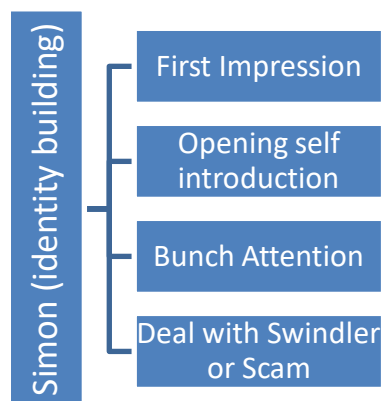 Simon (identity building)
First Impression
Opening self
introduction
Bunch Attention
Deal with Swindler
or Scam